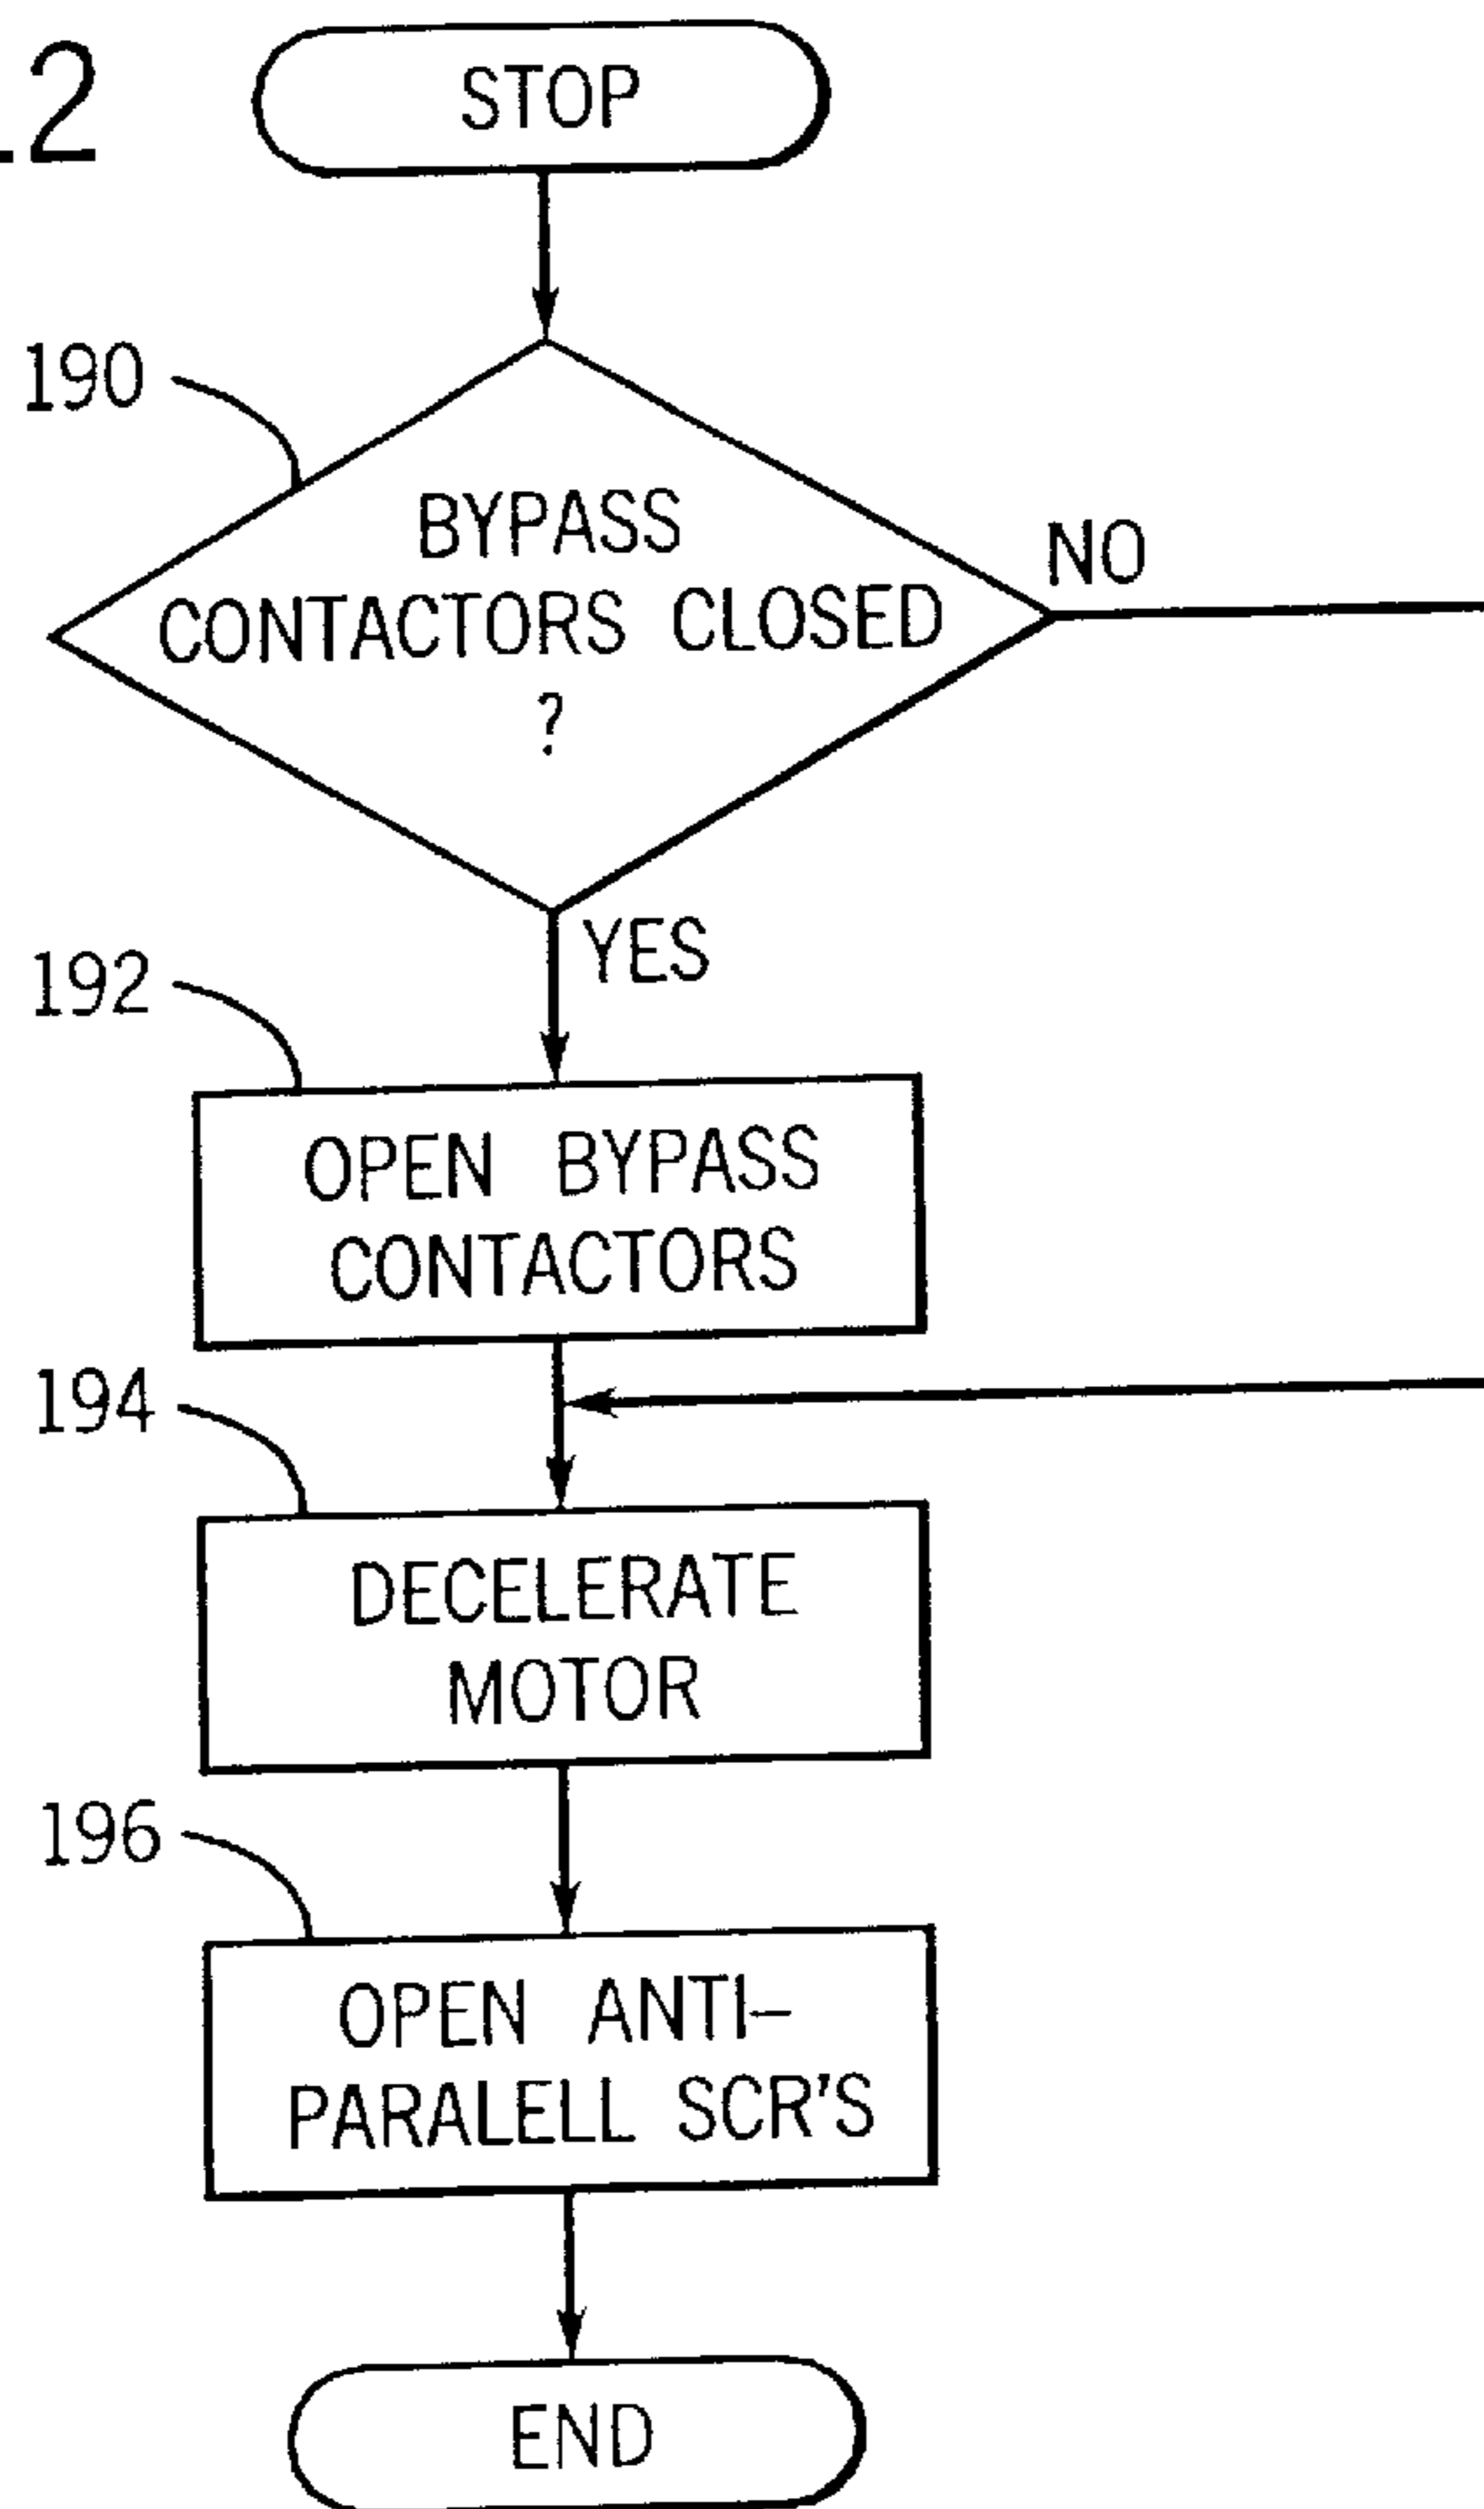 .2
STOP
190
BYPASS
CONTACTORS CLOSED
?
NO
YES
192
OPEN BYPASS
CONTACTORS
194
DECELERATE
MOTOR
196
OPEN ANTI-
PARALELL SCR'S
END